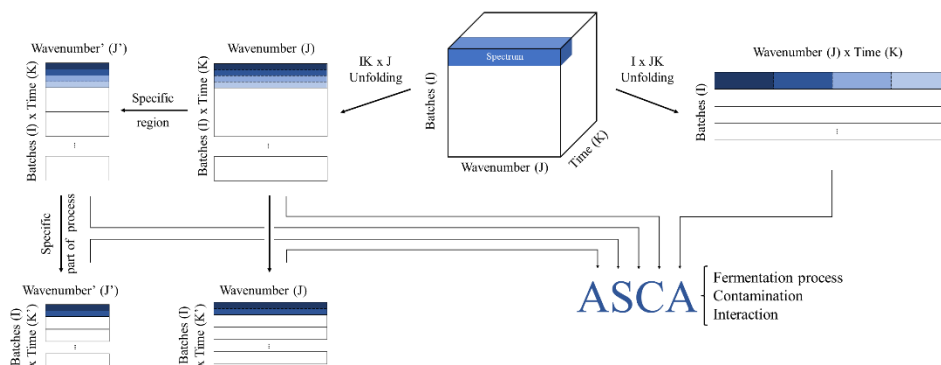 Wavenumber' (J')
Batches (I) x Time (K)
Specific
region
Wavenumber (J)
Batches (I) x Time (K)
IK x J
Unfolding
Spectrum
Batches (I)
Wavenumber (J)
Time (K)
I x JK
Unfolding
Wavenumber (J) x Time (K)
Batches (I)
Specific
part of process
Wavenumber' (J')
Batches (I)
x Time (K')
Wavenumber (J)
Batches (I)
x Time (K')
ASCA
Fermentation process
Contamination
Interaction